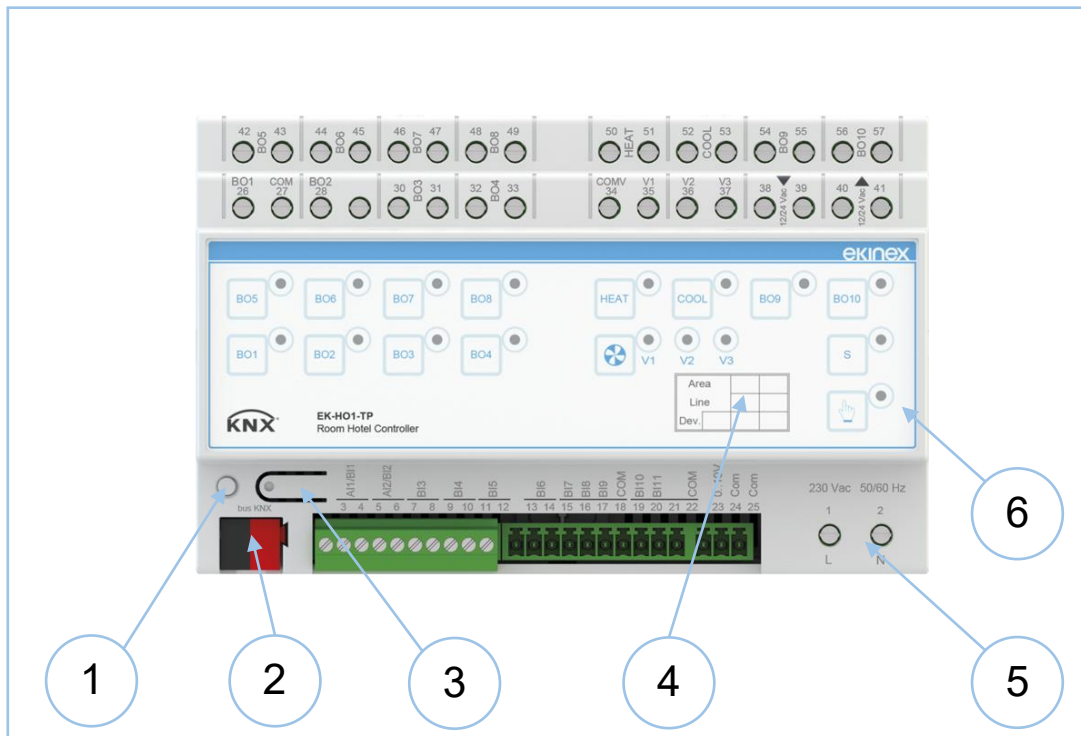 42 BO5 43 44 BO6 45 46 BO7 47 48 BO8 49 50 HEAT 51 52 COOL 53 54 BO9 55 56 BO10 57
BO1 COM BO2 COMV V1 V2 V3
26 27 28 30 BO3 31 32 BO4 33 34 35 36 37 38 12/24 Vac 39 40 12/24 Vac 41
ekinex
BO5 BO6 BO7 BO8 HEAT COOL BO9 BO10
BO1 BO2 BO3 BO4 V1 V2 V3 S
Area
Line
Dev.
KNX
EK-HO1-TP
Room Hotel Controller
bus KNX
AI1/BI1 AI2/BI2 BI3 BI4 BI5 BI6 BI7 BI8 BI9 COM BI10 BI11 COM Com Com
3 4 5 6 7 8 9 10 11 12 13 14 15 16 17 18 19 20 21 22 23 24 25
230 Vac 50/60 Hz
1 2
L N
6
1 2 3 4 5